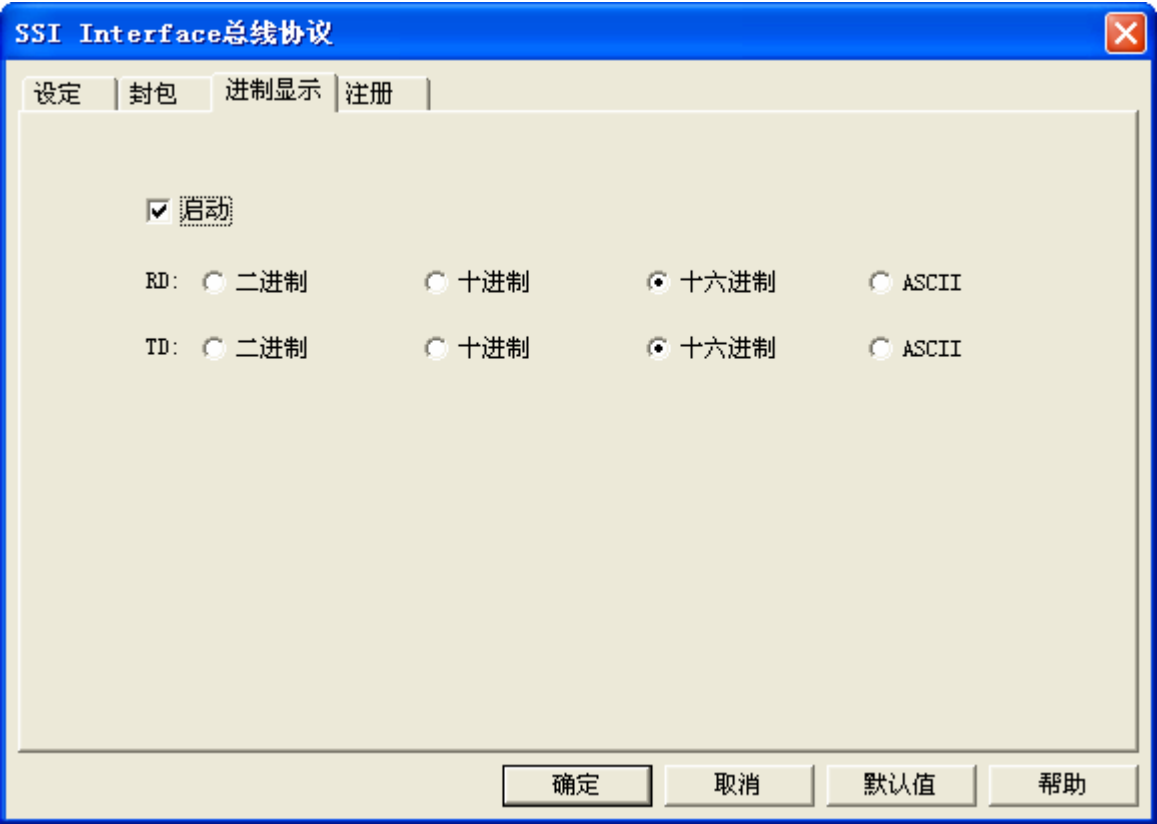 SSI Interface总线协议
设定 封包 进制显示 注册
启动
RD: 二进制 十进制 十六进制 ASCII
TD: 二进制 十进制 十六进制 ASCII
确定 取消 默认值 帮助